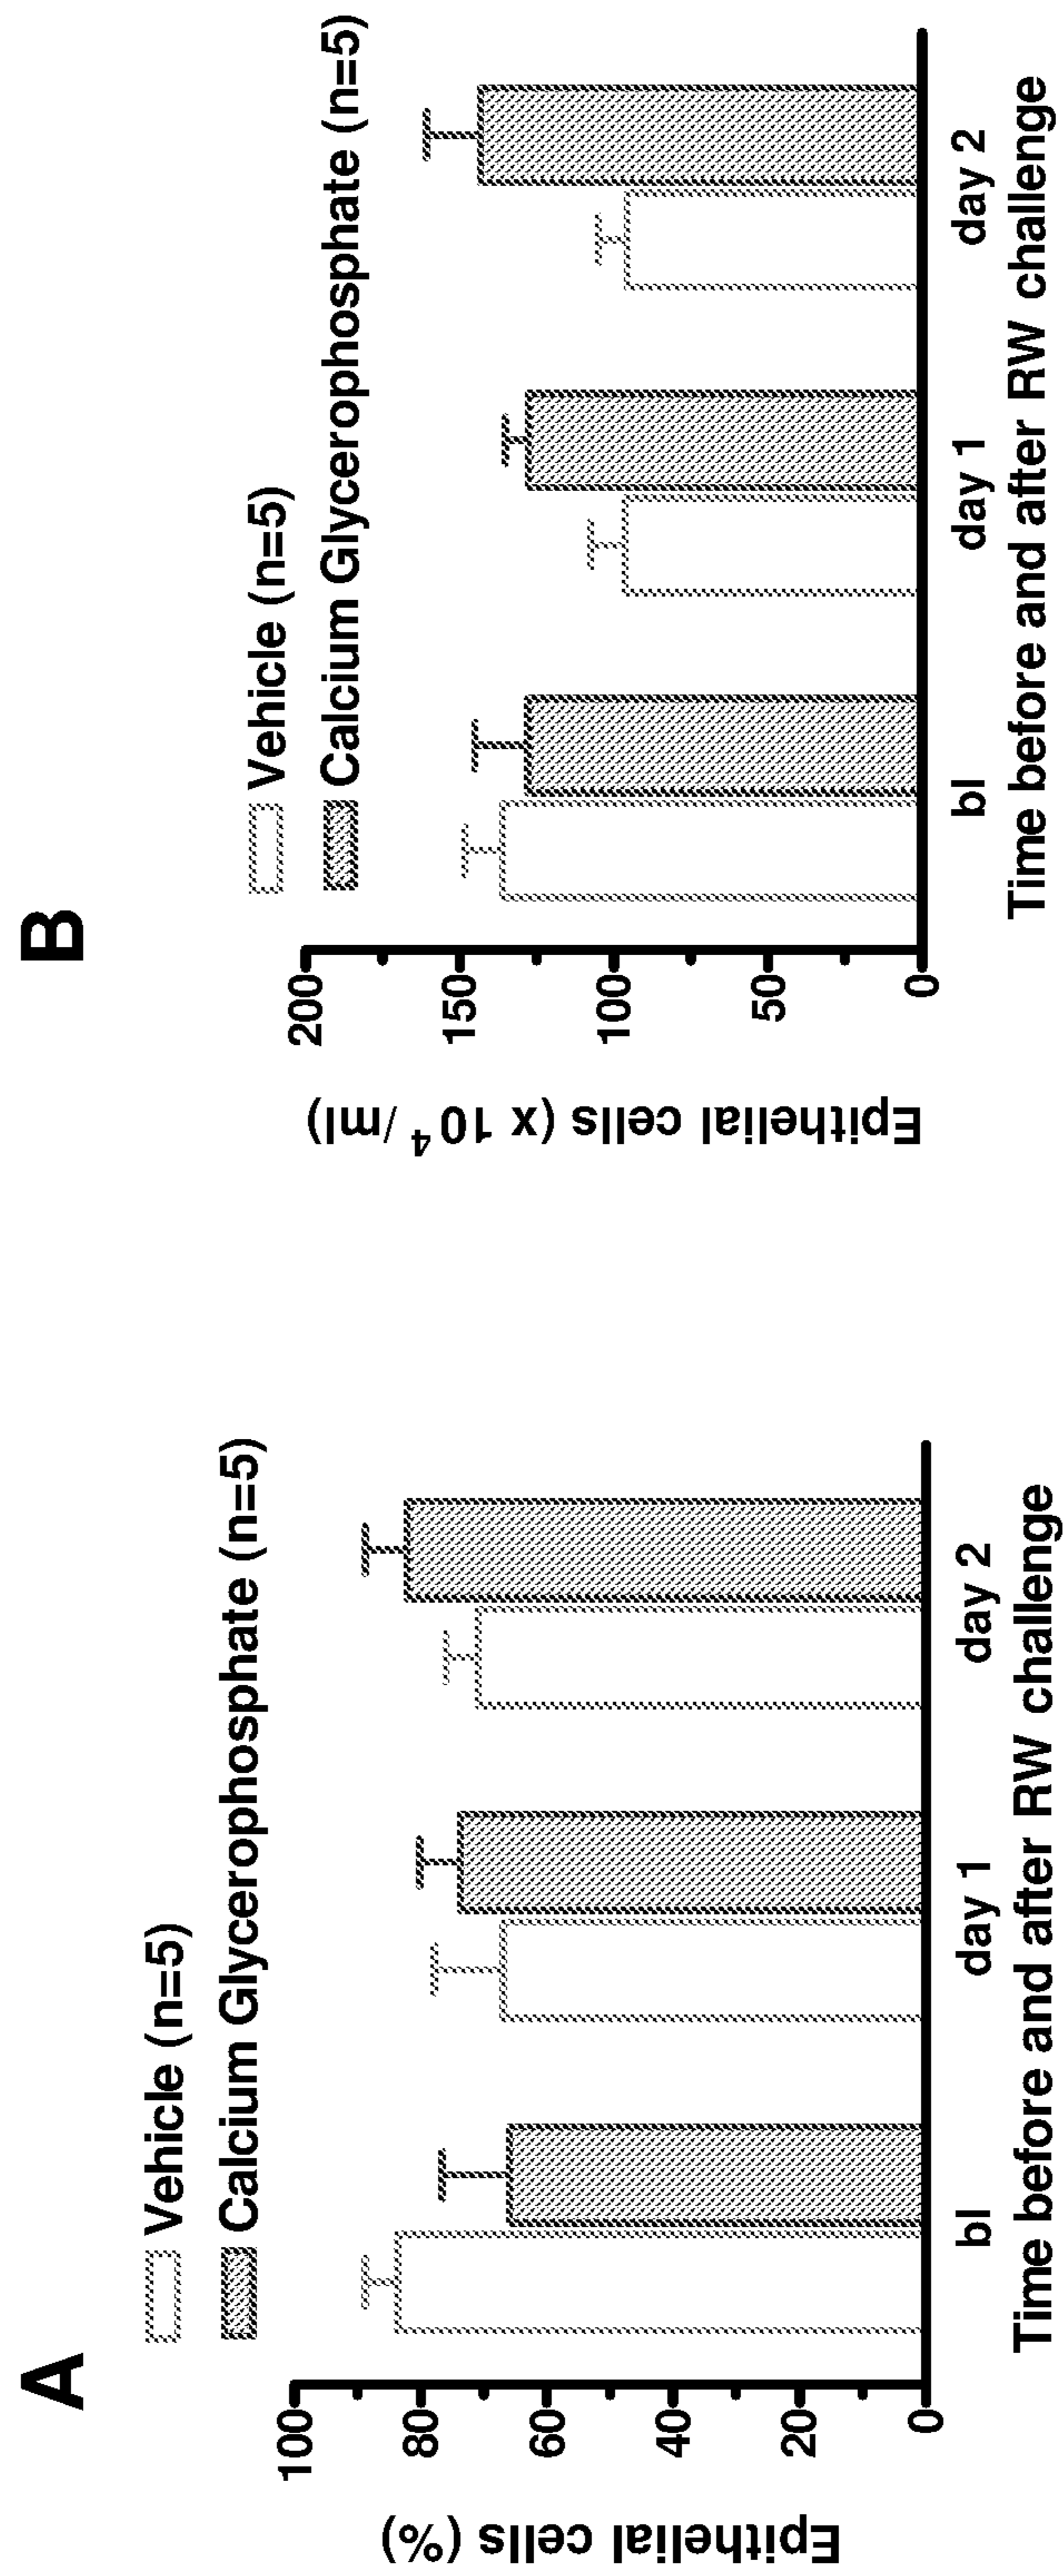 A
Vehicle (n=5)
Calcium Glycerophosphate (n=5)
Epithelial cells (%)
100
80
60
40
20
0
bl
day 1
day 2
Time before and after RW challenge
B
Vehicle (n=5)
Calcium Glycerophosphate (n=5)
Epithelial cells (x 10⁴/ml)
200
150
100
50
0
bl
day 1
day 2
Time before and after RW challenge